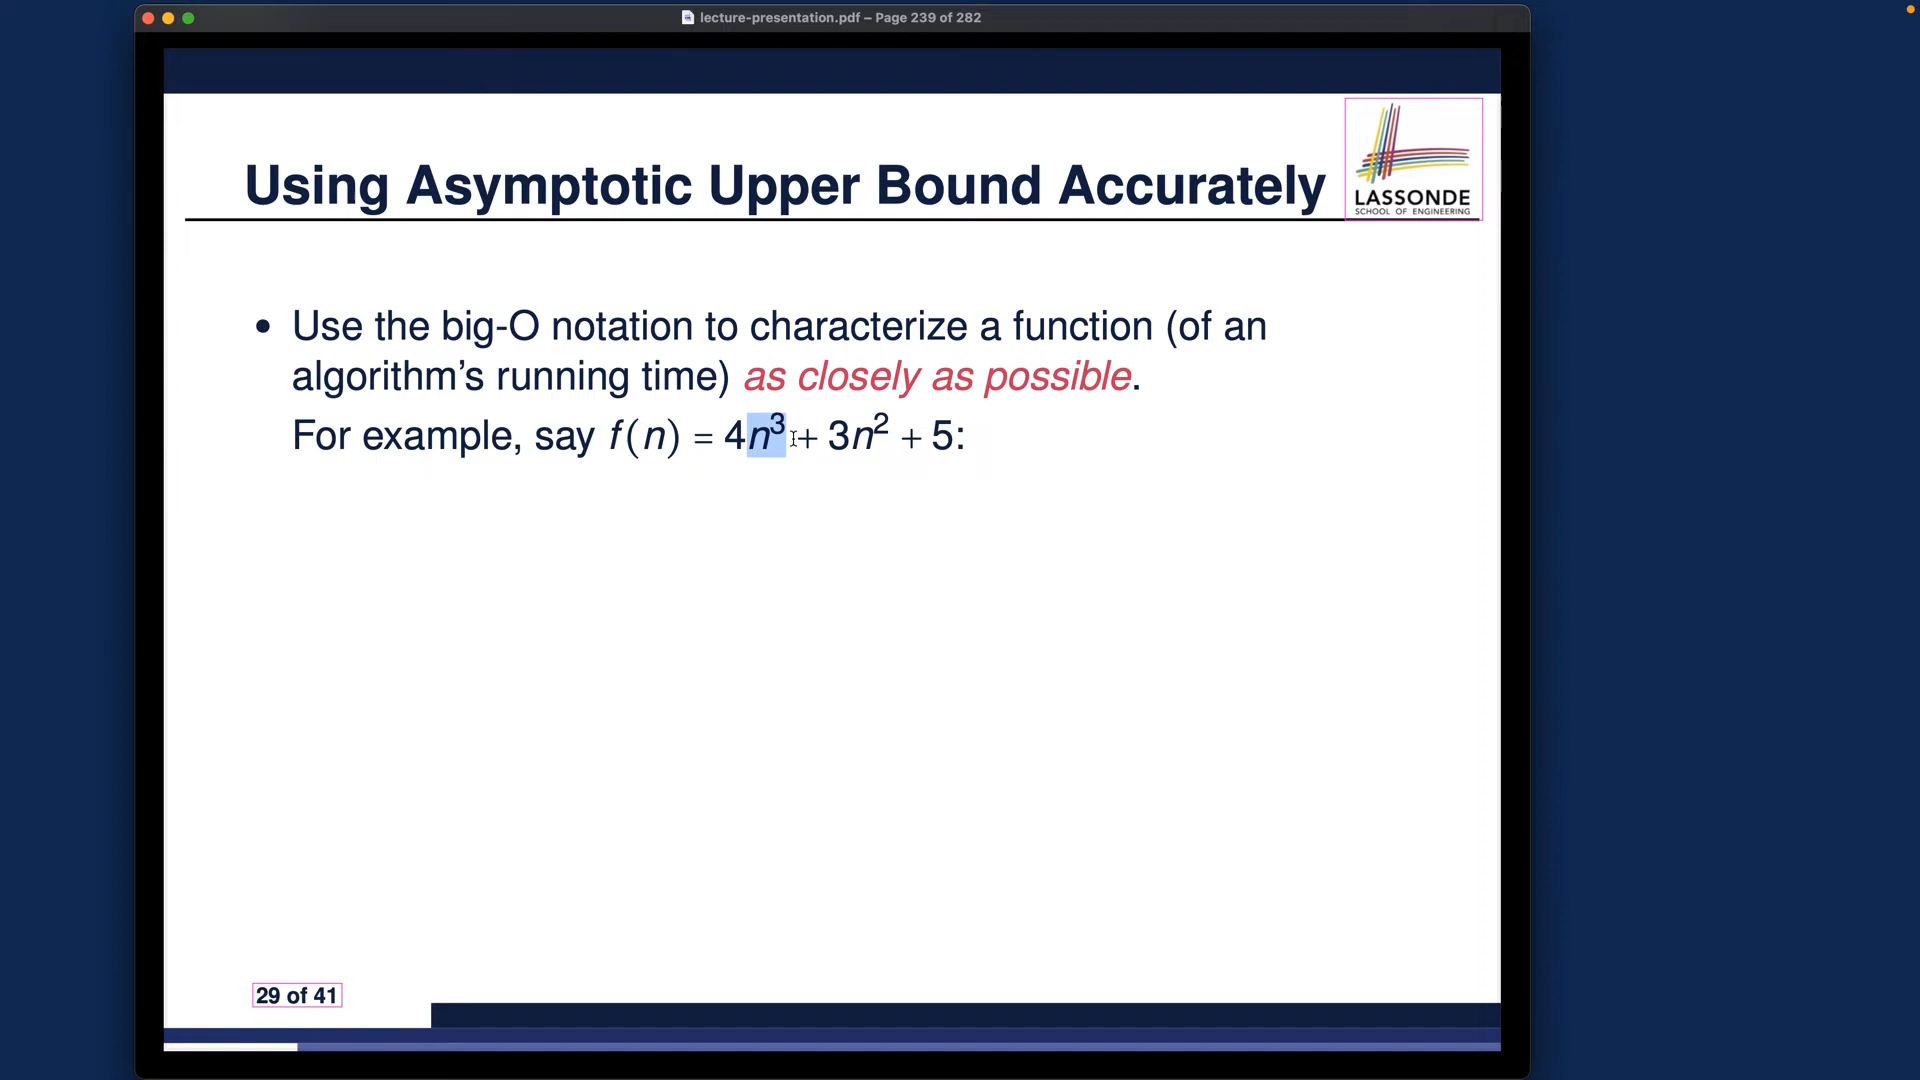 lecture-presentation.pdf – Page 239 of 282
Using Asymptotic Upper Bound Accurately
LASSONDE
SCHOOL OF ENGINEERING
• Use the big-O notation to characterize a function (of an
algorithm’s running time) as closely as possible.
For example, say f(n) = 4n³ + 3n² + 5:
29 of 41